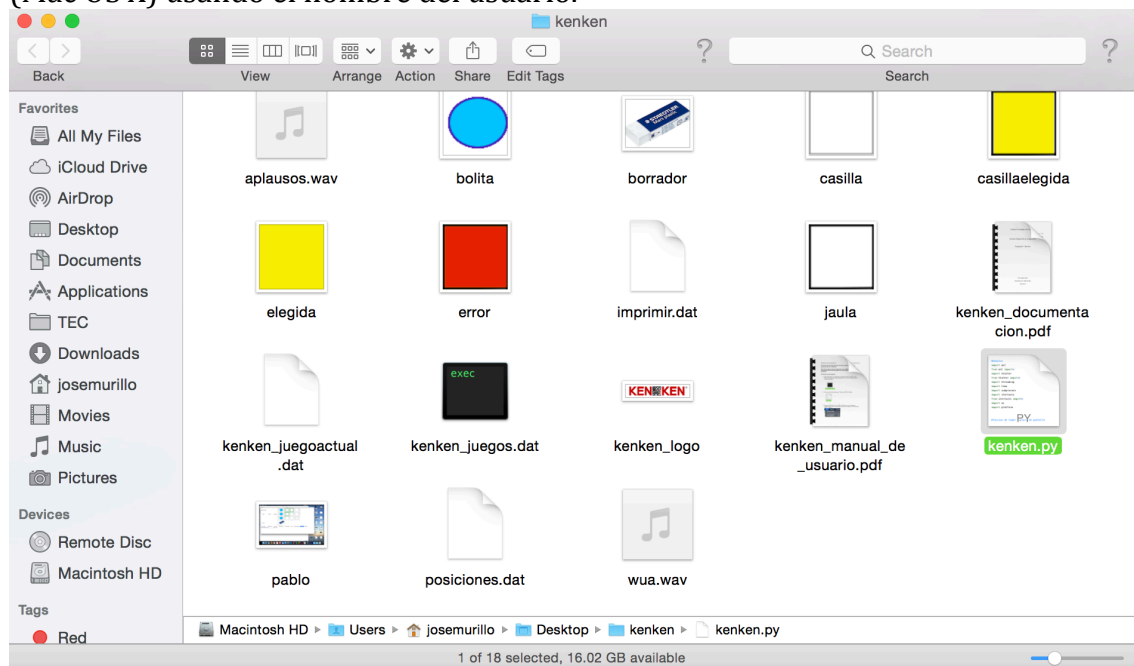 (Mac OS X) usando el nombre del usuario.
kenken
Search
Back
View
Arrange
Action
Share
Edit Tags
Search
Favorites
All My Files
iCloud Drive
AirDrop
Desktop
Documents
Applications
TEC
Downloads
josemurillo
Movies
Music
Pictures
Devices
Remote Disc
Macintosh HD
Tags
Red
aplausos.wav
bolita
STAEDTLER
borrador
casilla
casillaelegida
elegida
error
imprimir.dat
jaula
kenken_documenta
cion.pdf
kenken_juegoactual
.dat
exec
kenken_juegos.dat
KENKEN
kenken_logo
kenken_manual_de
_usuario.pdf
PY
kenken.py
pablo
posiciones.dat
wua.wav
Macintosh HD ▸ Users ▸ josemurillo ▸ Desktop ▸ kenken ▸ kenken.py
1 of 18 selected, 16.02 GB available